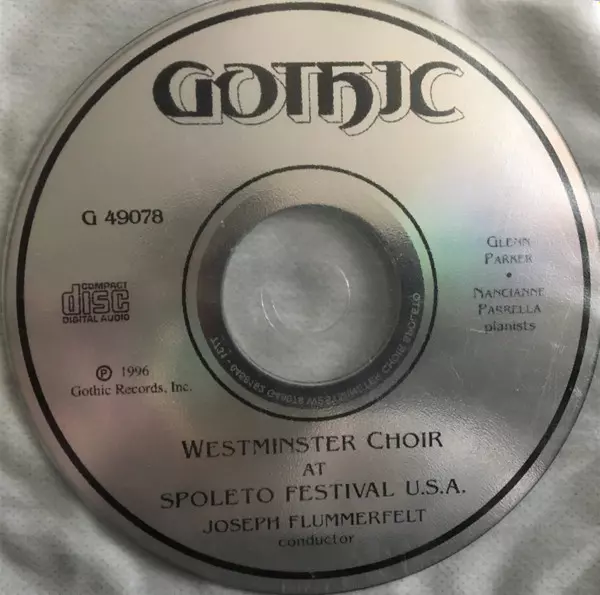 GOTHIC
G 49078
GLENN
PARKER
•
NANCIANNE
PARRELLA
pianists
COMPACT
disc
DIGITAL AUDIO
℗ 1996
Gothic Records, Inc.
WESTMINSTER CHOIR
AT
SPOLETO FESTIVAL U.S.A.
JOSEPH FLUMMERFELT
conductor